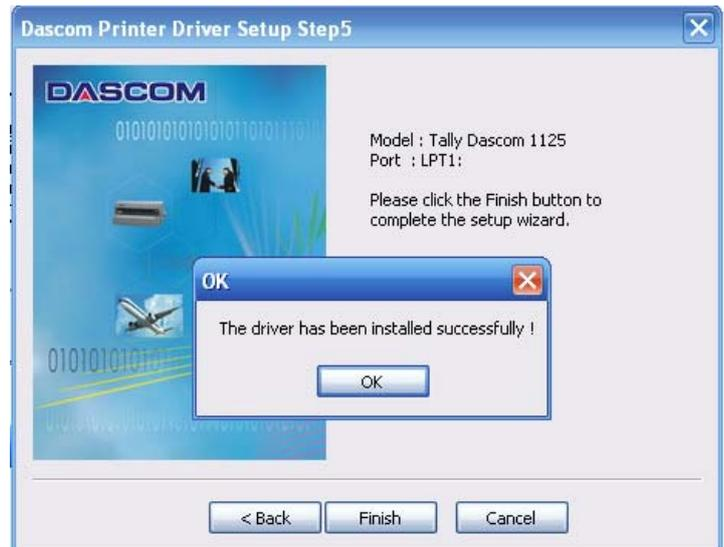 Dascom Printer Driver Setup Step5
DASCOM
Model : Tally Dascom 1125
Port : LPT1:
Please click the Finish button to
complete the setup wizard.
OK
The driver has been installed successfully !
OK
< Back
Finish
Cancel